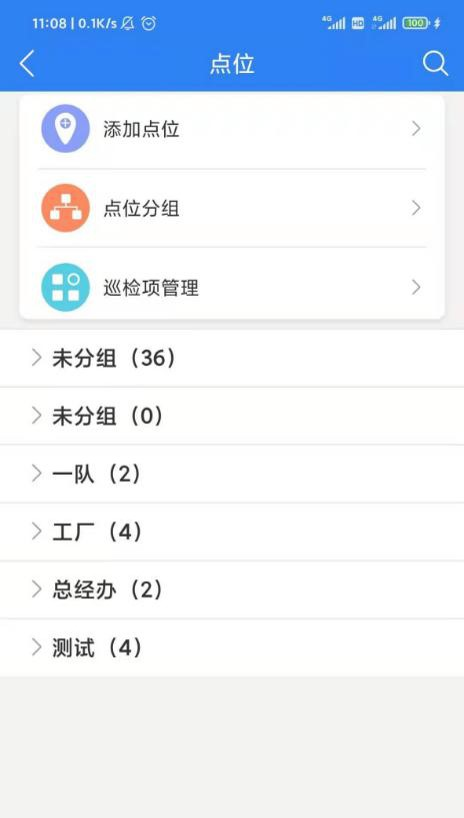 11:08 | 0.1K/s 4G HD 4G 100
点位
添加点位
点位分组
巡检项管理
未分组（36）
未分组（0）
一队（2）
工厂（4）
总经办（2）
测试（4）